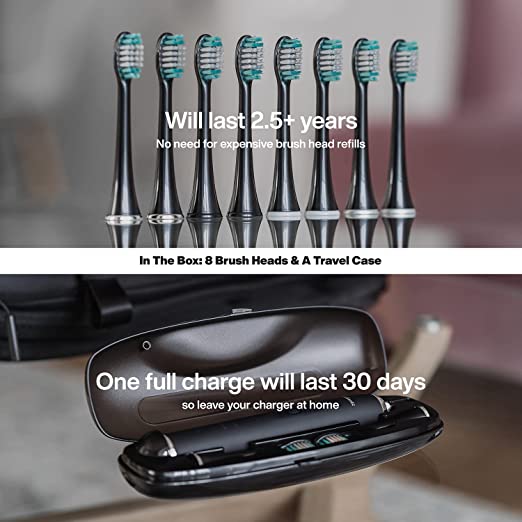 Will last 2.5+ years
No need for expensive brush head refills
In The Box: 8 Brush Heads & A Travel Case
One full charge will last 30 days
so leave your charger at home